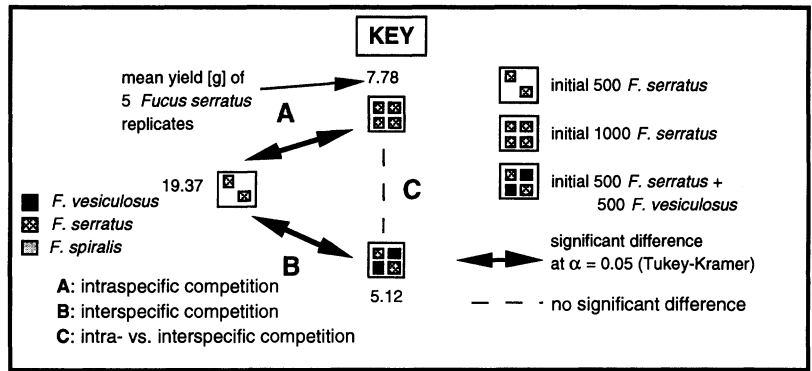 KEY
mean yield [g] of
5 Fucus serratus
replicates
7.78
A
19.37
C
B
5.12
F. vesiculosus
F. serratus
F. spiralis
A: intraspecific competition
B: interspecific competition
C: intra- vs. interspecific competition
initial 500 F. serratus
initial 1000 F. serratus
initial 500 F. serratus +
500 F. vesiculosus
significant difference
at α = 0.05 (Tukey-Kramer)
no significant difference